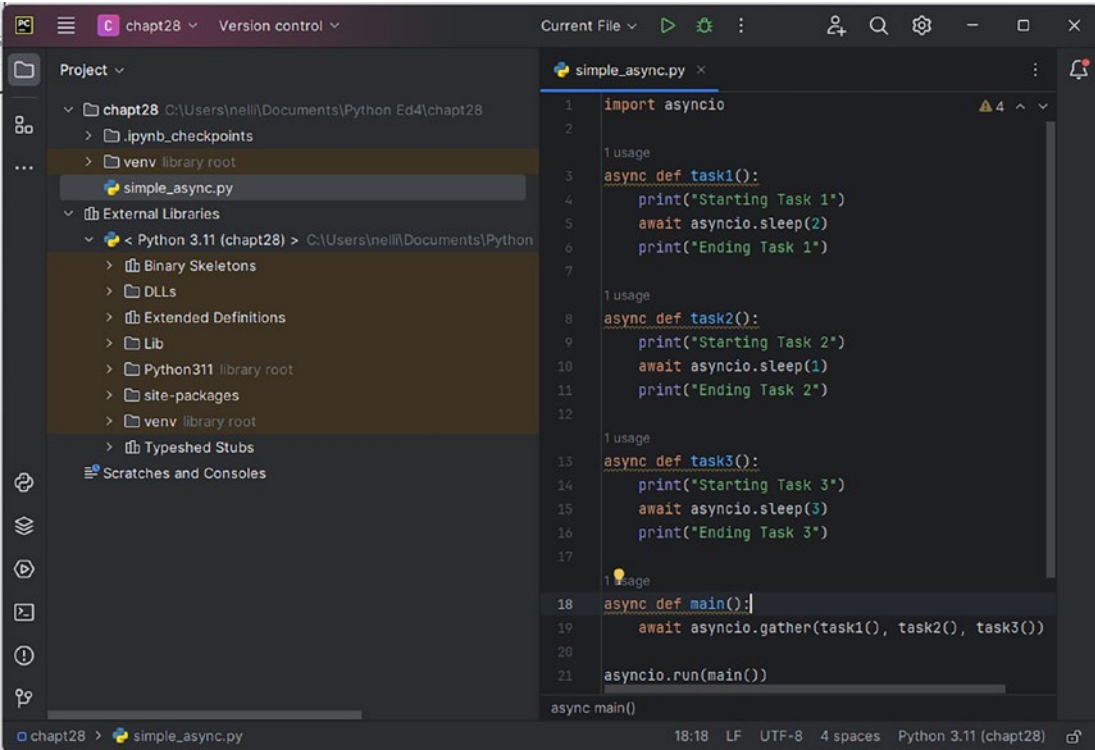 PC
C chapt28 Version control Current File
Project
chapt28 C:\Users\nelli\Documents\Python Ed4\chapt28
.ipynb_checkpoints
venv library root
simple_async.py
External Libraries
< Python 3.11 (chapt28) > C:\Users\nelli\Documents\Python
Binary Skeletons
DLLs
Extended Definitions
Lib
Python311 library root
site-packages
venv library root
Typeshed Stubs
Scratches and Consoles
simple_async.py
4
1 import asyncio
2
1 usage
3 async def task1():
4     print("Starting Task 1")
5     await asyncio.sleep(2)
6     print("Ending Task 1")
7
1 usage
8 async def task2():
9     print("Starting Task 2")
10     await asyncio.sleep(1)
11     print("Ending Task 2")
12
1 usage
13 async def task3():
14     print("Starting Task 3")
15     await asyncio.sleep(3)
16     print("Ending Task 3")
17
1 usage
18 async def main():
19     await asyncio.gather(task1(), task2(), task3())
20
21 asyncio.run(main())
async main()
chapt28 > simple_async.py 18:18 LF UTF-8 4 spaces Python 3.11 (chapt28)